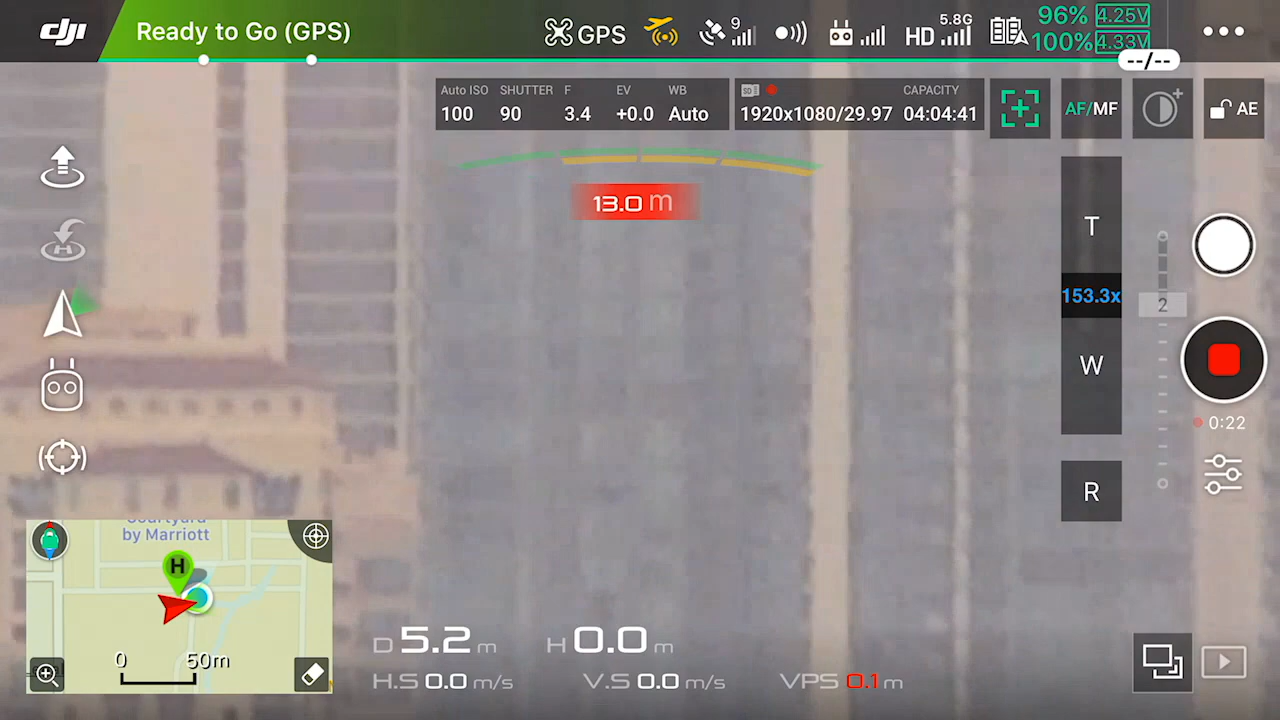 dji Ready to Go (GPS) GPS 9 HD 5.8G 96% 4.25V
100% 4.33V
--/--
Auto ISO SHUTTER F EV WB
100 90 3.4 +0.0 Auto
SD CAPACITY
1920x1080/29.97 04:04:41
AF/MF
AE
13.0 m
T
153.3x
W
R
2
0:22
H
Courtyard
by Marriott
H
0 50m
D 5.2 m H 0.0 m
H.S 0.0 m/s V.S 0.0 m/s VPS 0.1 m